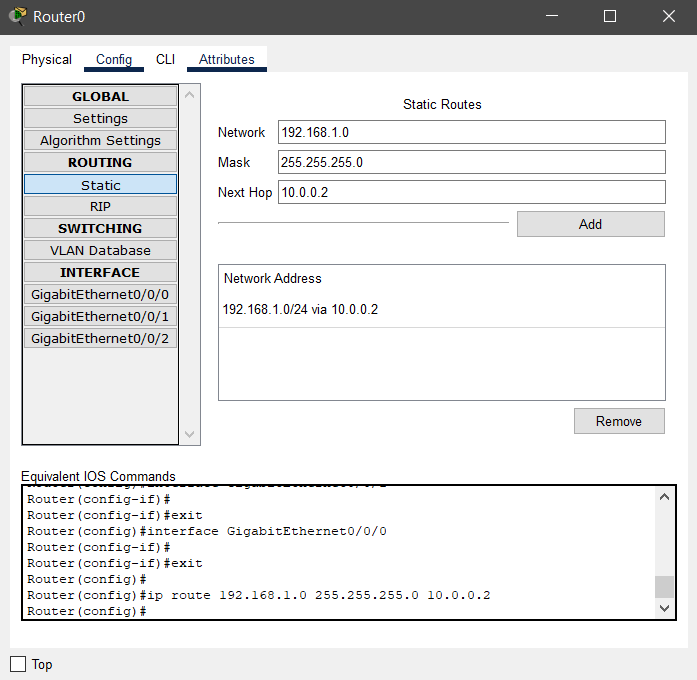 Router0
Physical Config CLI Attributes
GLOBAL
Settings
Algorithm Settings
ROUTING
Static
RIP
SWITCHING
VLAN Database
INTERFACE
GigabitEthernet0/0/0
GigabitEthernet0/0/1
GigabitEthernet0/0/2
Static Routes
Network 192.168.1.0
Mask 255.255.255.0
Next Hop 10.0.0.2
Add
Network Address
192.168.1.0/24 via 10.0.0.2
Remove
Equivalent IOS Commands
Router(config-if)#
Router(config-if)#exit
Router(config)#interface GigabitEthernet0/0/0
Router(config-if)#
Router(config-if)#exit
Router(config)#
Router(config)#ip route 192.168.1.0 255.255.255.0 10.0.0.2
Router(config)#
Top